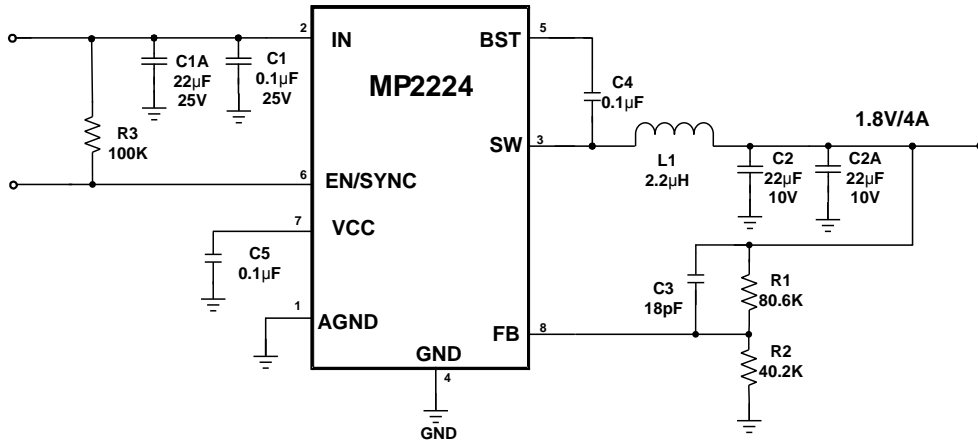 2
IN
BST
5
C1A
22µF
25V
C1
0.1µF
25V
MP2224
C4
0.1µF
R3
100K
SW
3
1.8V/4A
L1
2.2µH
C2
22µF
10V
C2A
22µF
10V
6
EN/SYNC
7
VCC
C5
0.1µF
C3
18pF
R1
80.6K
1
AGND
FB
8
GND
4
R2
40.2K
GND